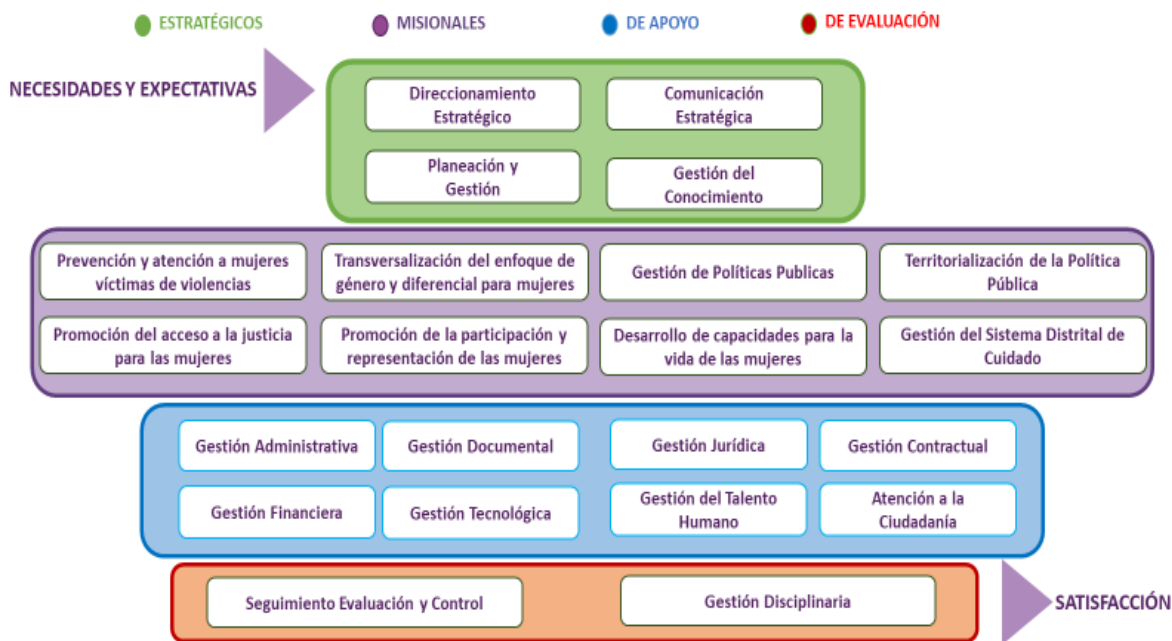 ESTRATÉGICOS MISIONALES DE APOYO DE EVALUACIÓN
NECESIDADES Y EXPECTATIVAS
Direccionamiento
Estratégico
Comunicación
Estratégica
Planeación y
Gestión
Gestión del
Conocimiento
Prevención y atención a mujeres
víctimas de violencias
Transversalización del enfoque de
género y diferencial para mujeres
Gestión de Políticas Publicas
Territorialización de la Política
Pública
Promoción del acceso a la justicia
para las mujeres
Promoción de la participación y
representación de las mujeres
Desarrollo de capacidades para la
vida de las mujeres
Gestión del Sistema Distrital de
Cuidado
Gestión Administrativa
Gestión Documental
Gestión Jurídica
Gestión Contractual
Gestión Financiera
Gestión Tecnológica
Gestión del Talento
Humano
Atención a la
Ciudadanía
Seguimiento Evaluación y Control
Gestión Disciplinaria
SATISFACCIÓN